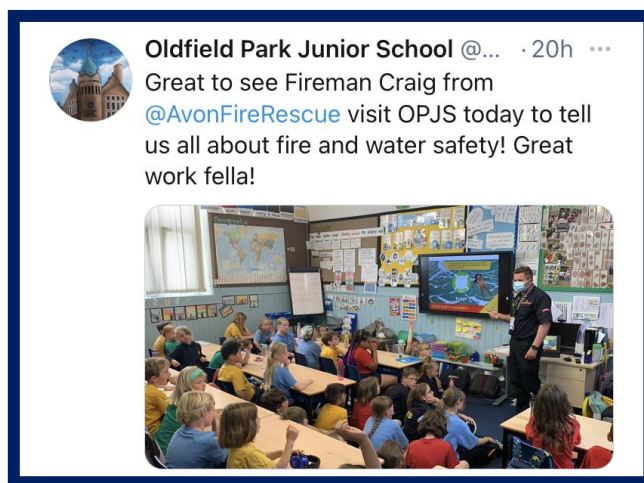 Oldfield Park Junior School @... · 20h ...
Great to see Fireman Craig from
@AvonFireRescue visit OPJS today to tell
us all about fire and water safety! Great
work fella!